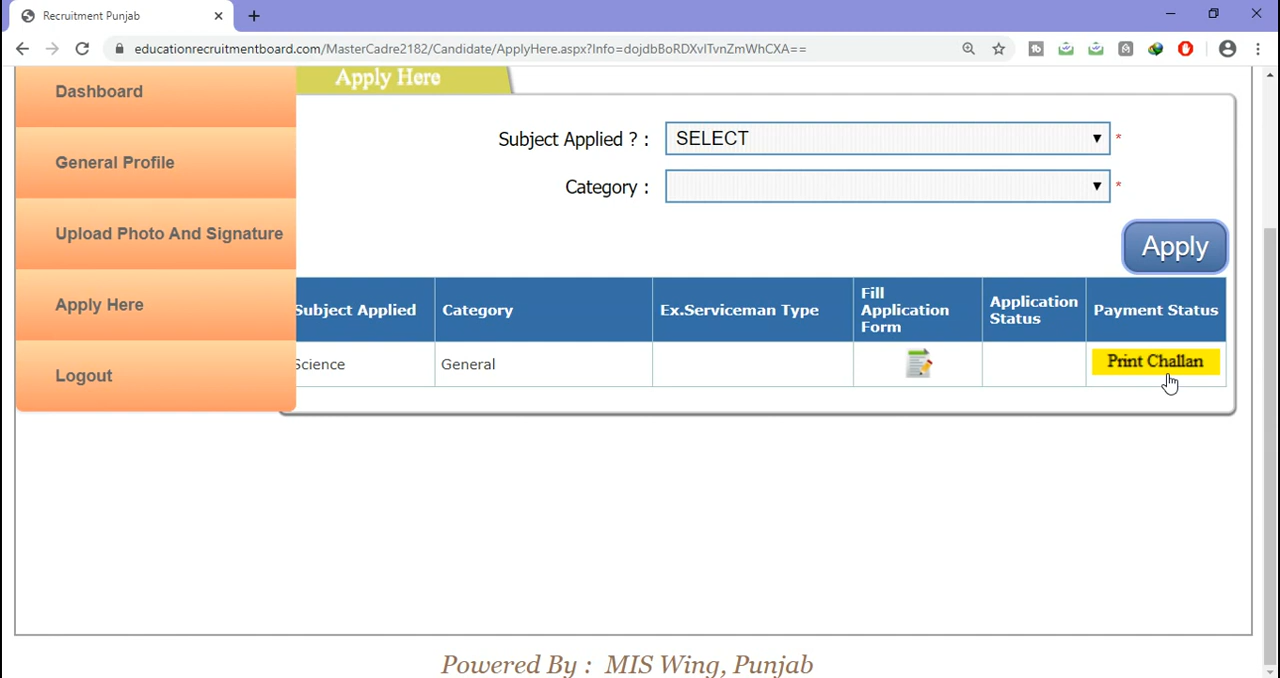 Recruitment Punjab
educationrecruitmentboard.com/MasterCadre2182/Candidate/ApplyHere.aspx?Info=dojdbBoRDXvITvnZmWhCXA==
Dashboard
General Profile
Upload Photo And Signature
Apply Here
Logout
Apply Here
Subject Applied ? : SELECT *
Category : *
Apply
Subject Applied Category Ex.Serviceman Type Fill Application Form Application Status Payment Status
Science General Print Challan
Powered By : MIS Wing, Punjab